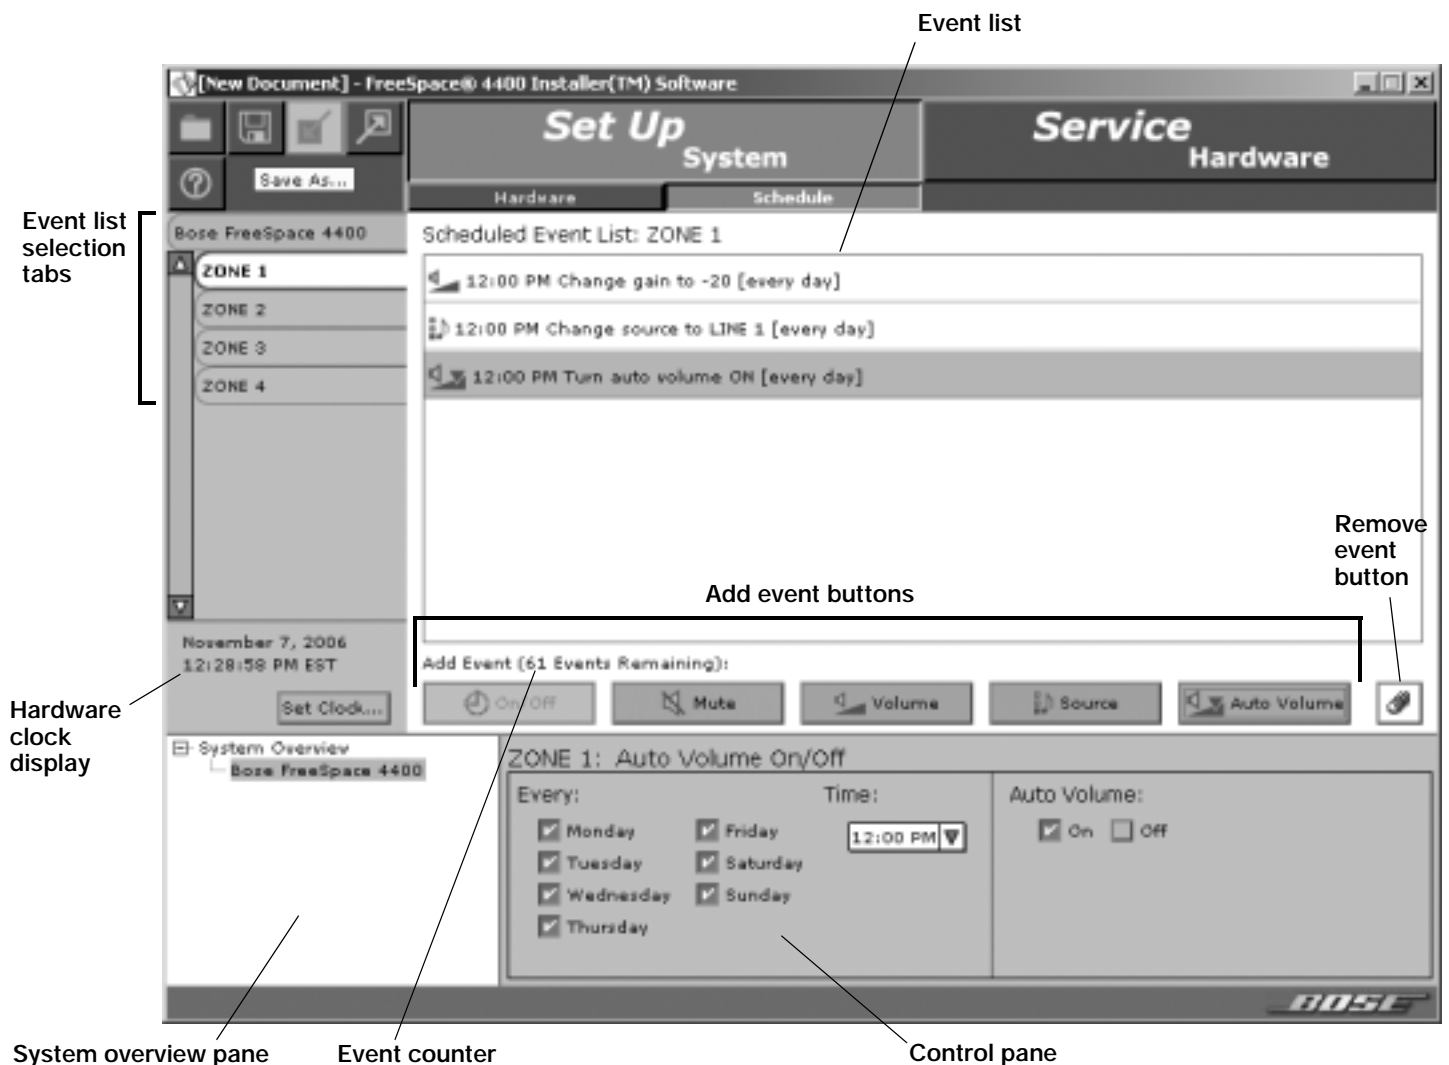 Event list
[New Document] - FreeSpace® 4400 Installer(TM) Software
Set Up
System
Service
Hardware
Save As...
Hardware
Schedule
Event list
selection
tabs
Bose FreeSpace 4400
ZONE 1
ZONE 2
ZONE 3
ZONE 4
Scheduled Event List: ZONE 1
12:00 PM Change gain to -20 [every day]
12:00 PM Change source to LINE 1 [every day]
12:00 PM Turn auto volume ON [every day]
Remove
event
button
Add event buttons
November 7, 2006
12:28:58 PM EST
Set Clock...
Hardware
clock
display
Add Event (61 Events Remaining):
On/Off
Mute
Volume
Source
Auto Volume
System Overview
Bose FreeSpace 4400
ZONE 1: Auto Volume On/Off
Every:
Time:
Auto Volume:
Monday
Friday
12:00 PM
On
Off
Tuesday
Saturday
Wednesday
Sunday
Thursday
BOSE
System overview pane
Event counter
Control pane